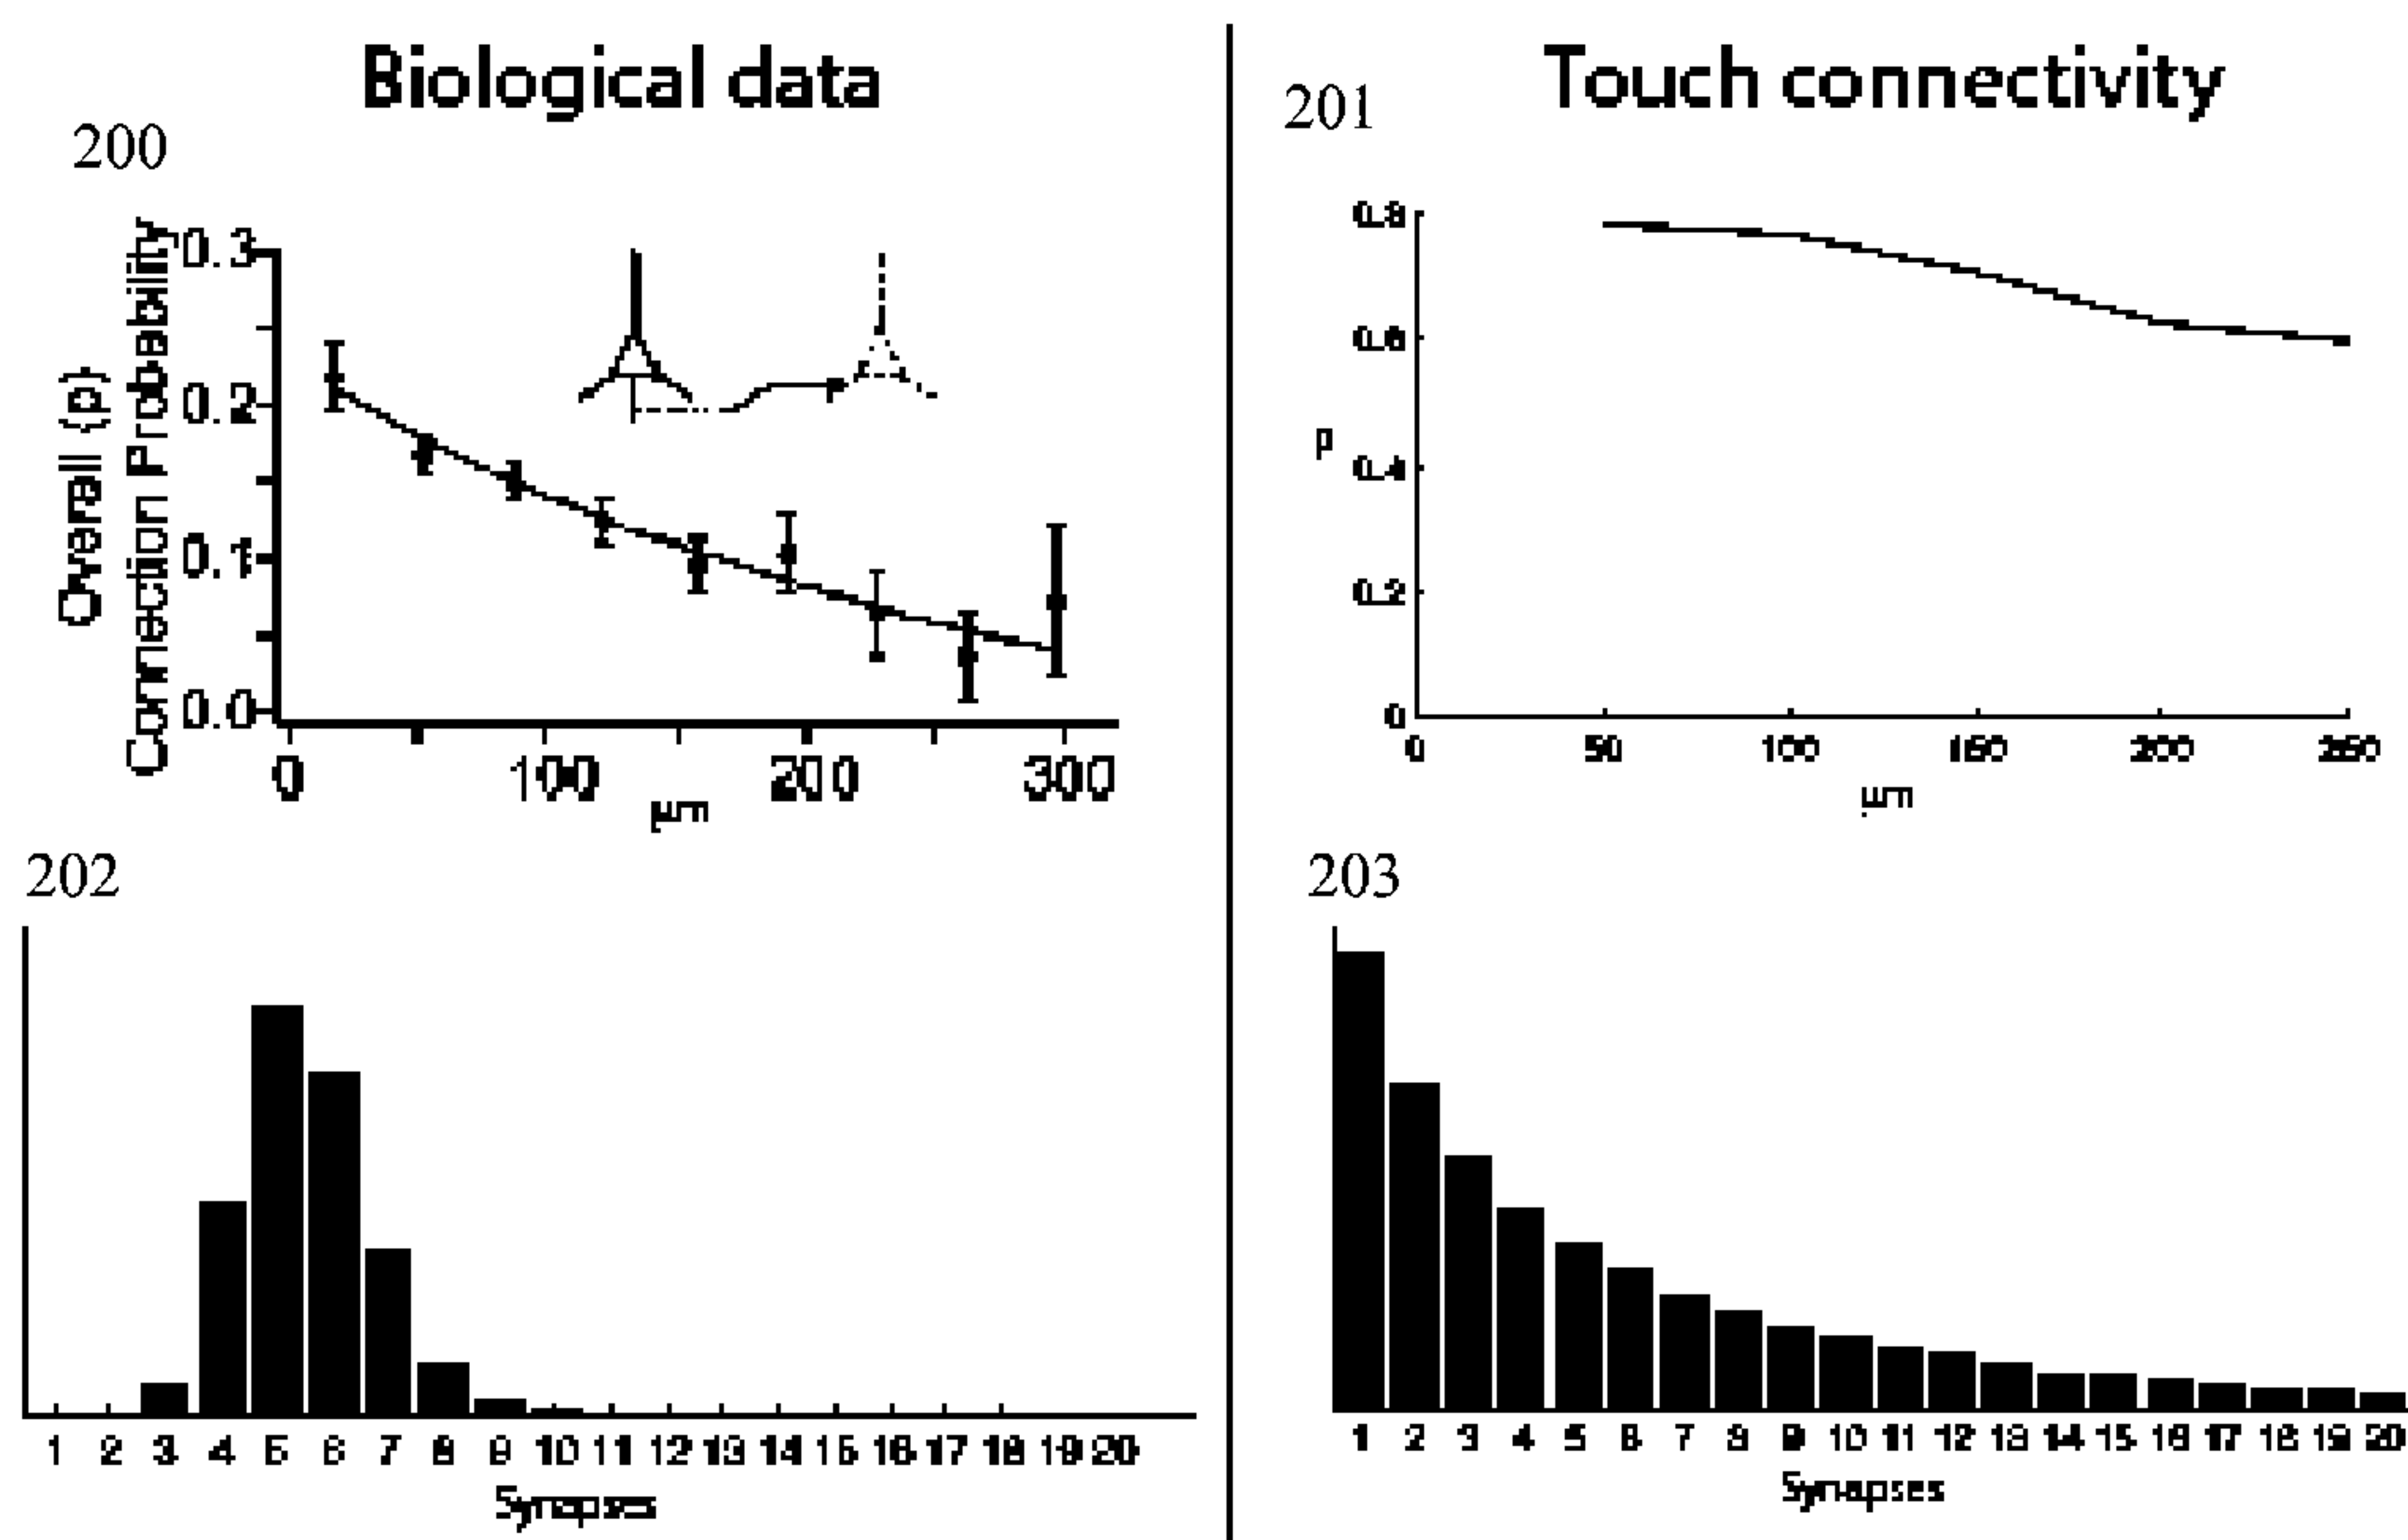 Biological data
200
Overall (p)
Connection Probability
0.3
0.2
0.1
0.0
0 100 200 300
µm
Touch connectivity
201
P
0.8
0.6
0.4
0.2
0
0 50 100 150 200 250
µm
202
1 2 3 4 5 6 7 8 9 10 11 12 13 14 15 16 17 18 19 20
Synapses
203
1 2 3 4 5 6 7 8 9 10 11 12 13 14 15 16 17 18 19 20
Synapses